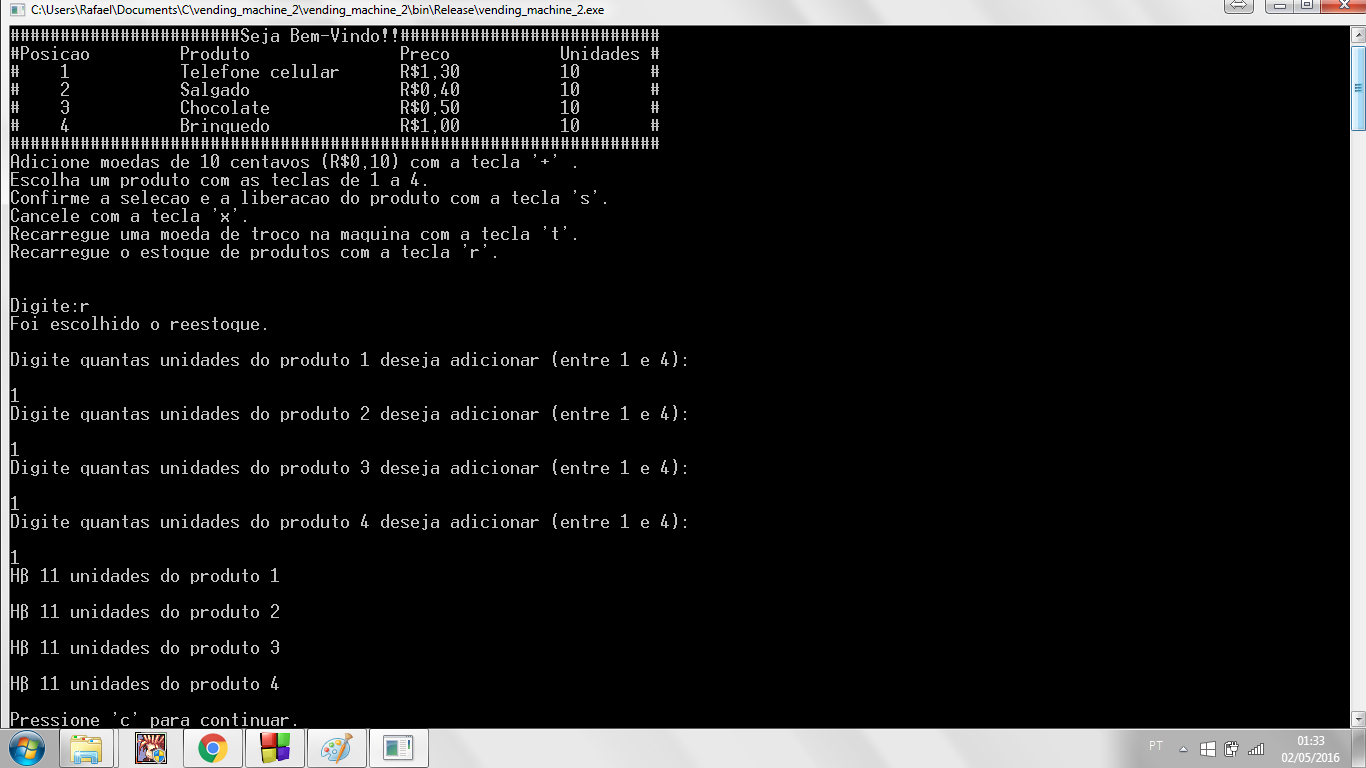 C:\Users\Rafael\Documents\C\vending_machine_2\vending_machine_2\bin\Release\vending_machine_2.exe
#######################Seja Bem-Vindo!!##########################
#Posicao         Produto               Preco           Unidades #
#    1           Telefone celular      R$1,30          10       #
#    2           Salgado               R$0,40          10       #
#    3           Chocolate             R$0,50          10       #
#    4           Brinquedo             R$1,00          10       #
#################################################################
Adicione moedas de 10 centavos (R$0,10) com a tecla '+' .
Escolha um produto com as teclas de 1 a 4.
Confirme a selecao e a liberacao do produto com a tecla 's'.
Cancele com a tecla 'x'.
Recarregue uma moeda de troco na maquina com a tecla 't'.
Recarregue o estoque de produtos com a tecla 'r'.
Digite:r
Foi escolhido o reestoque.
Digite quantas unidades do produto 1 deseja adicionar (entre 1 e 4):
1
Digite quantas unidades do produto 2 deseja adicionar (entre 1 e 4):
1
Digite quantas unidades do produto 3 deseja adicionar (entre 1 e 4):
1
Digite quantas unidades do produto 4 deseja adicionar (entre 1 e 4):
1
Hβ 11 unidades do produto 1
Hβ 11 unidades do produto 2
Hβ 11 unidades do produto 3
Hβ 11 unidades do produto 4
Pressione 'c' para continuar.
PT
01:33
02/05/2016